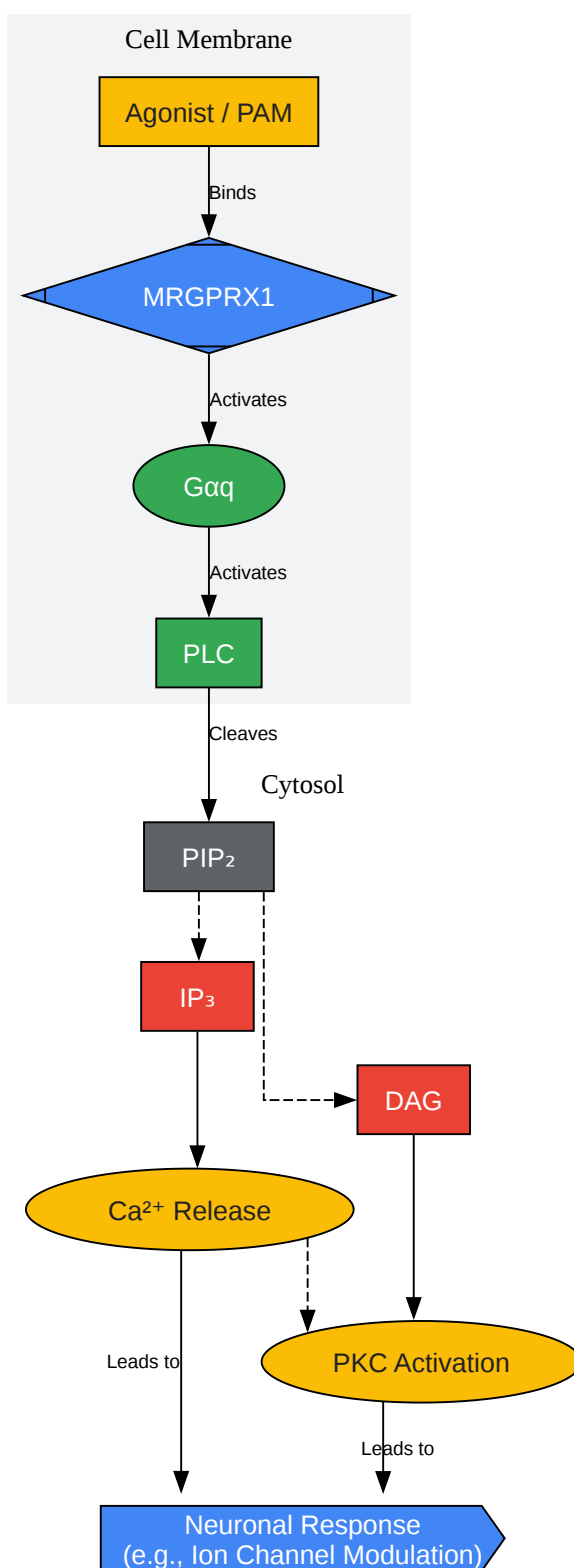 Cell Membrane
Agonist / PAM
Binds
MRGPRX1
Activates
Gαq
Activates
PLC
Cleaves
Cytosol
PIP₂
IP₃
DAG
Ca²⁺ Release
PKC Activation
Leads to
Leads to
Neuronal Response
(e.g., Ion Channel Modulation)